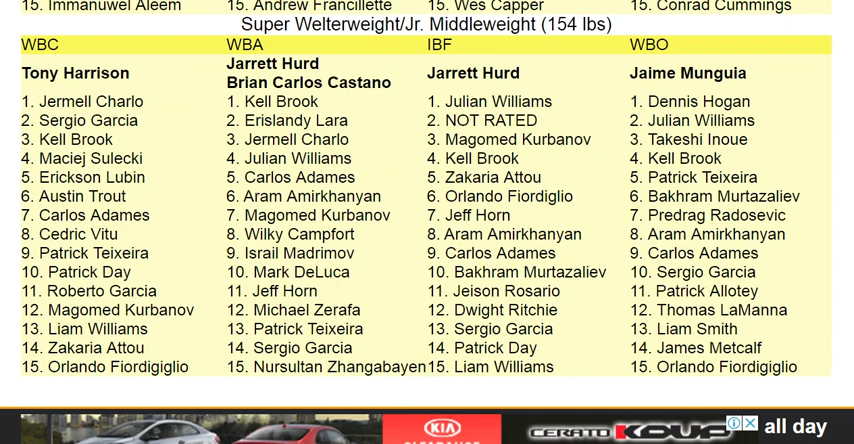 15. Immanuwel Aleem 15. Andrew Francillette 15. Wes Capper 15. Conrad Cummings
Super Welterweight/Jr. Middleweight (154 lbs)
WBC WBA IBF WBO
Tony Harrison Jarrett Hurd Brian Carlos Castano Jarrett Hurd Jaime Munguia
1. Jermell Charlo 1. Kell Brook 1. Julian Williams 1. Dennis Hogan
2. Sergio Garcia 2. Erislandy Lara 2. NOT RATED 2. Julian Williams
3. Kell Brook 3. Jermell Charlo 3. Magomed Kurbanov 3. Takeshi Inoue
4. Maciej Sulecki 4. Julian Williams 4. Kell Brook 4. Kell Brook
5. Erickson Lubin 5. Carlos Adames 5. Zakaria Attou 5. Patrick Teixeira
6. Austin Trout 6. Aram Amirkhanyan 6. Orlando Fiordiglio 6. Bakhram Murtazaliev
7. Carlos Adames 7. Magomed Kurbanov 7. Jeff Horn 7. Predrag Radosevic
8. Cedric Vitu 8. Wilky Campfort 8. Aram Amirkhanyan 8. Aram Amirkhanyan
9. Patrick Teixeira 9. Israil Madrimov 9. Carlos Adames 9. Carlos Adames
10. Patrick Day 10. Mark DeLuca 10. Bakhram Murtazaliev 10. Sergio Garcia
11. Roberto Garcia 11. Jeff Horn 11. Jeison Rosario 11. Patrick Allotey
12. Magomed Kurbanov 12. Michael Zerafa 12. Dwight Ritchie 12. Thomas LaManna
13. Liam Williams 13. Patrick Teixeira 13. Sergio Garcia 13. Liam Smith
14. Zakaria Attou 14. Sergio Garcia 14. Patrick Day 14. James Metcalf
15. Orlando Fiordigiglio 15. Nursultan Zhangabayen 15. Liam Williams 15. Orlando Fiordigiglio
KIA CERATO all day
CLEARANCE